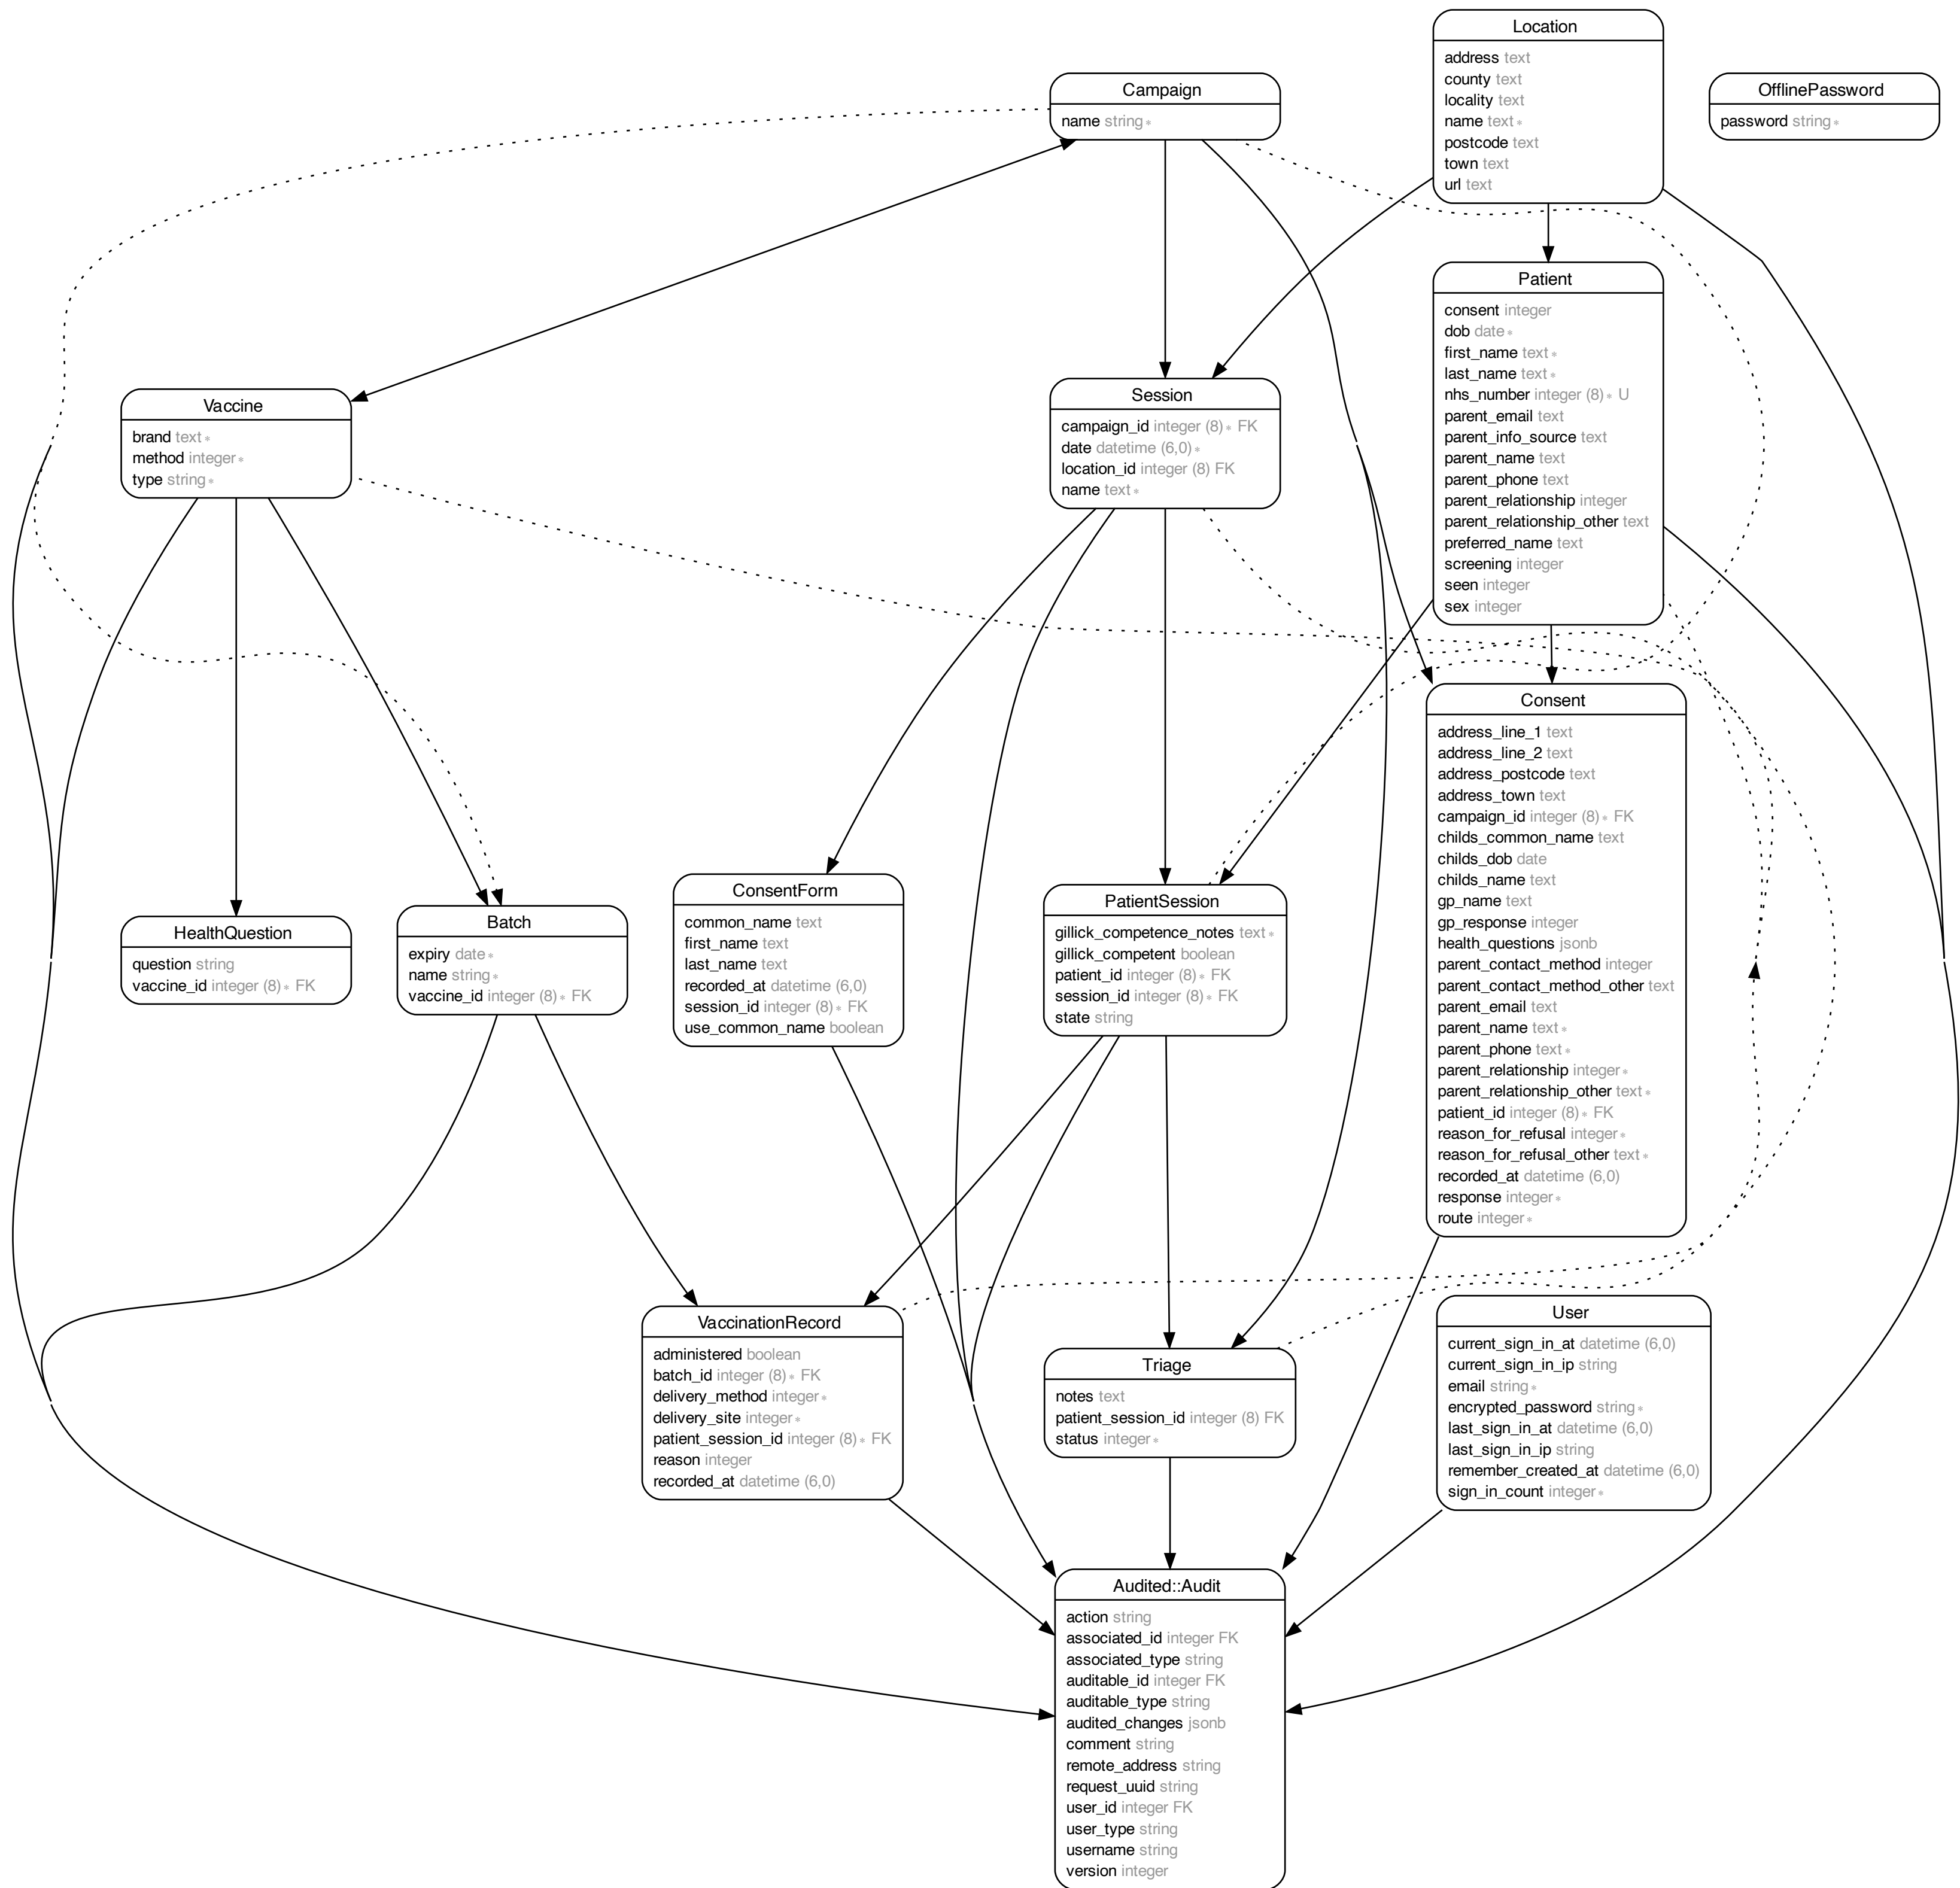 Location
address text
county text
locality text
name text∗
postcode text
town text
url text
Campaign
name string∗
OfflinePassword
password string∗
Patient
consent integer
dob date∗
first_name text∗
last_name text∗
nhs_number integer (8)∗ U
parent_email text
parent_info_source text
parent_name text
parent_phone text
parent_relationship integer
parent_relationship_other text
preferred_name text
screening integer
seen integer
sex integer
Vaccine
brand text∗
method integer∗
type string∗
Session
campaign_id integer (8)∗ FK
date datetime (6,0)∗
location_id integer (8) FK
name text∗
Consent
address_line_1 text
address_line_2 text
address_postcode text
address_town text
campaign_id integer (8)∗ FK
childs_common_name text
childs_dob date
childs_name text
gp_name text
gp_response integer
health_questions jsonb
parent_contact_method integer
parent_contact_method_other text
parent_email text
parent_name text∗
parent_phone text∗
parent_relationship integer∗
parent_relationship_other text∗
patient_id integer (8)∗ FK
reason_for_refusal integer∗
reason_for_refusal_other text∗
recorded_at datetime (6,0)
response integer∗
route integer∗
HealthQuestion
question string
vaccine_id integer (8)∗ FK
Batch
expiry date∗
name string∗
vaccine_id integer (8)∗ FK
ConsentForm
common_name text
first_name text
last_name text
recorded_at datetime (6,0)
session_id integer (8)∗ FK
use_common_name boolean
PatientSession
gillick_competence_notes text∗
gillick_competent boolean
patient_id integer (8)∗ FK
session_id integer (8)∗ FK
state string
VaccinationRecord
administered boolean
batch_id integer (8)∗ FK
delivery_method integer∗
delivery_site integer∗
patient_session_id integer (8)∗ FK
reason integer
recorded_at datetime (6,0)
Triage
notes text
patient_session_id integer (8) FK
status integer∗
User
current_sign_in_at datetime (6,0)
current_sign_in_ip string
email string∗
encrypted_password string∗
last_sign_in_at datetime (6,0)
last_sign_in_ip string
remember_created_at datetime (6,0)
sign_in_count integer∗
Audited::Audit
action string
associated_id integer FK
associated_type string
auditable_id integer FK
auditable_type string
audited_changes jsonb
comment string
remote_address string
request_uuid string
user_id integer FK
user_type string
username string
version integer